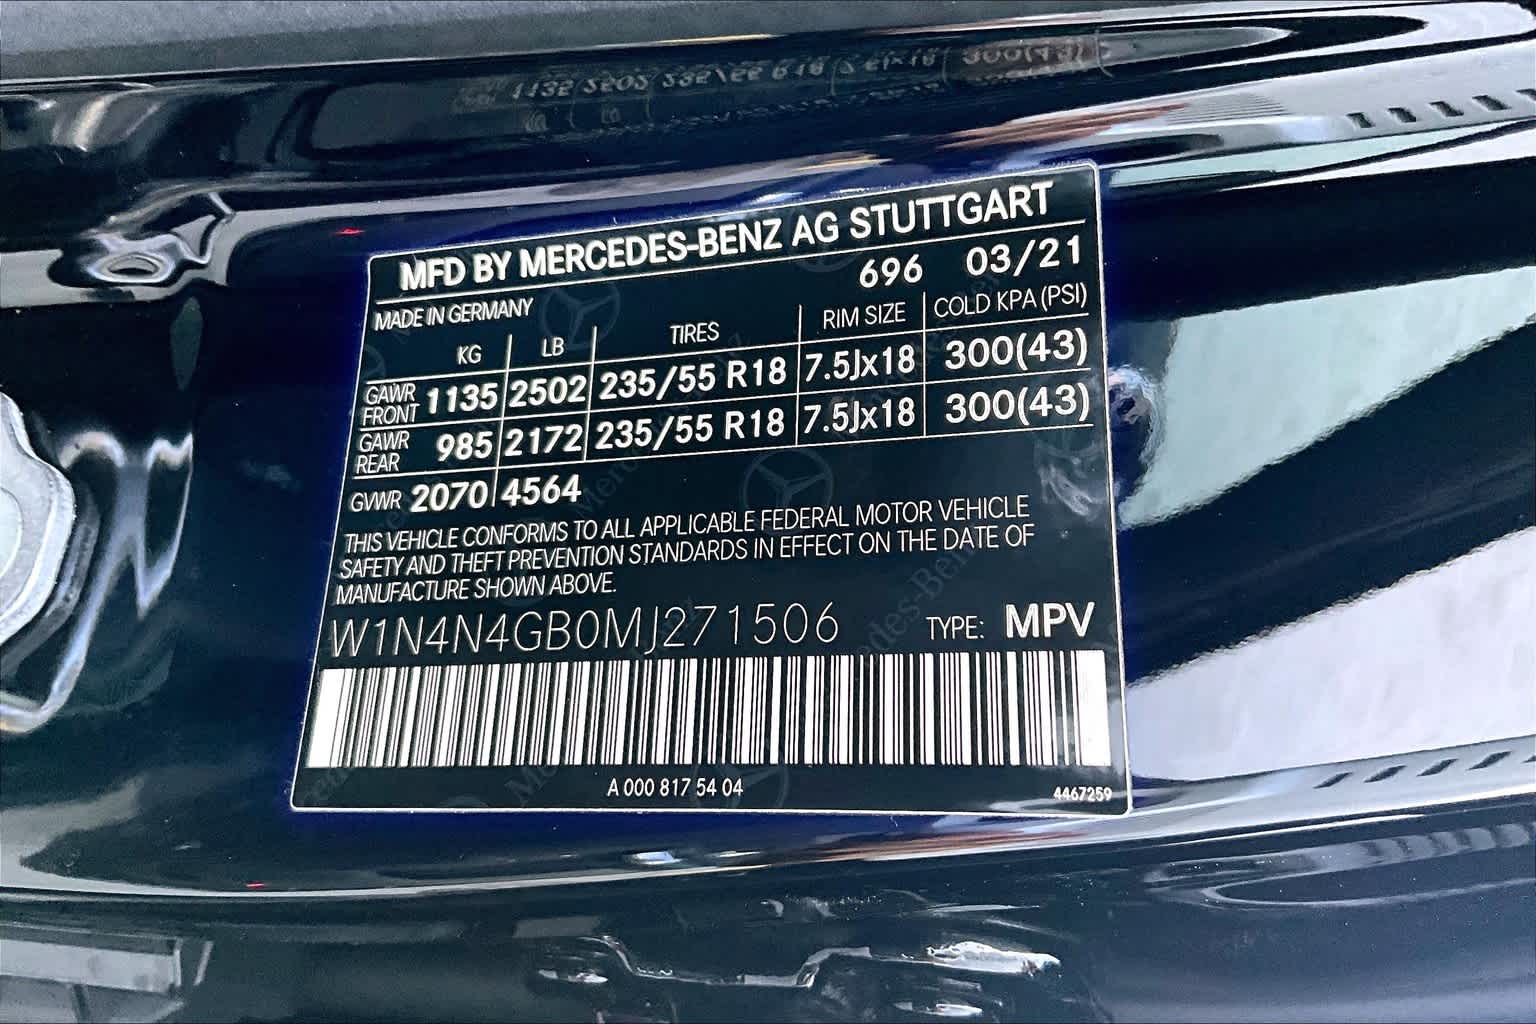 MFD BY MERCEDES-BENZ AG STUTTGART
MADE IN GERMANY 696 03/21
KG LB TIRES RIM SIZE COLD KPA (PSI)
GAWR FRONT 1135 2502 235/55 R18 7.5Jx18 300(43)
GAWR REAR 985 2172 235/55 R18 7.5Jx18 300(43)
GVWR 2070 4564
THIS VEHICLE CONFORMS TO ALL APPLICABLE FEDERAL MOTOR VEHICLE
SAFETY AND THEFT PREVENTION STANDARDS IN EFFECT ON THE DATE OF
MANUFACTURE SHOWN ABOVE.
W1N4N4GB0MJ271506 TYPE: MPV
A 000 817 54 04 4467259